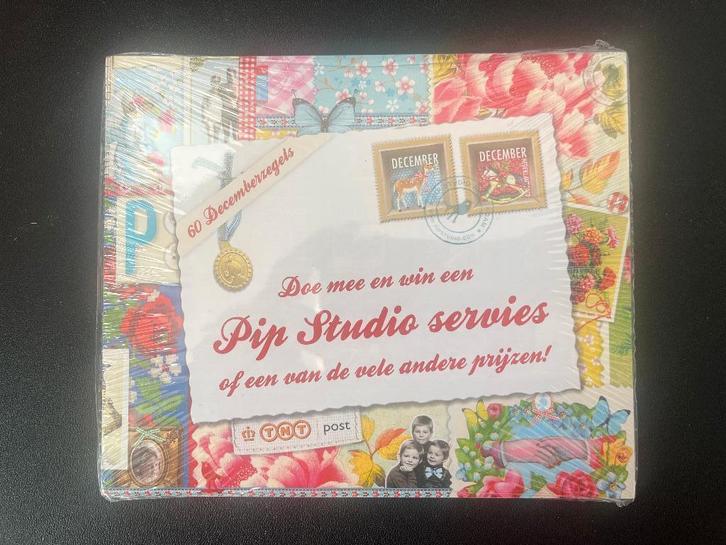 60 Decemberzegels
DECEMBER
DECEMBER
Doe mee en win een
Pip Studio servies
of een van de vele andere prijzen!
TNT post
P